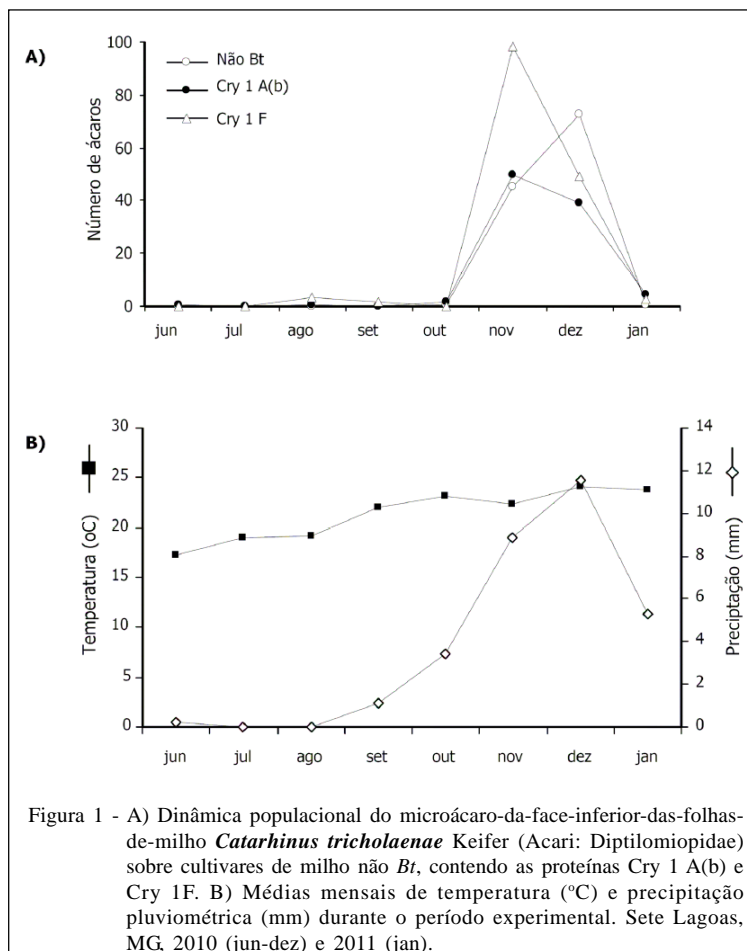 A)
Número de ácaros
100
80
60
40
20
0
Não Bt
Cry 1 A(b)
Cry 1 F
jun jul ago set out nov dez jan
B)
Temperatura (oC)
30
25
20
15
10
5
0
14
12
10
8
6
4
2
0
Preciptação (mm)
jun jul ago set out nov dez jan
Figura 1 - A) Dinâmica populacional do microácaro-da-face-inferior-das-folhas-
de-milho Catarhinus tricholaenae Keifer (Acari: Diptilomiopidae)
sobre cultivares de milho não Bt, contendo as proteínas Cry 1 A(b) e
Cry 1F. B) Médias mensais de temperatura (ºC) e precipitação
pluviométrica (mm) durante o período experimental. Sete Lagoas,
MG, 2010 (jun-dez) e 2011 (jan).